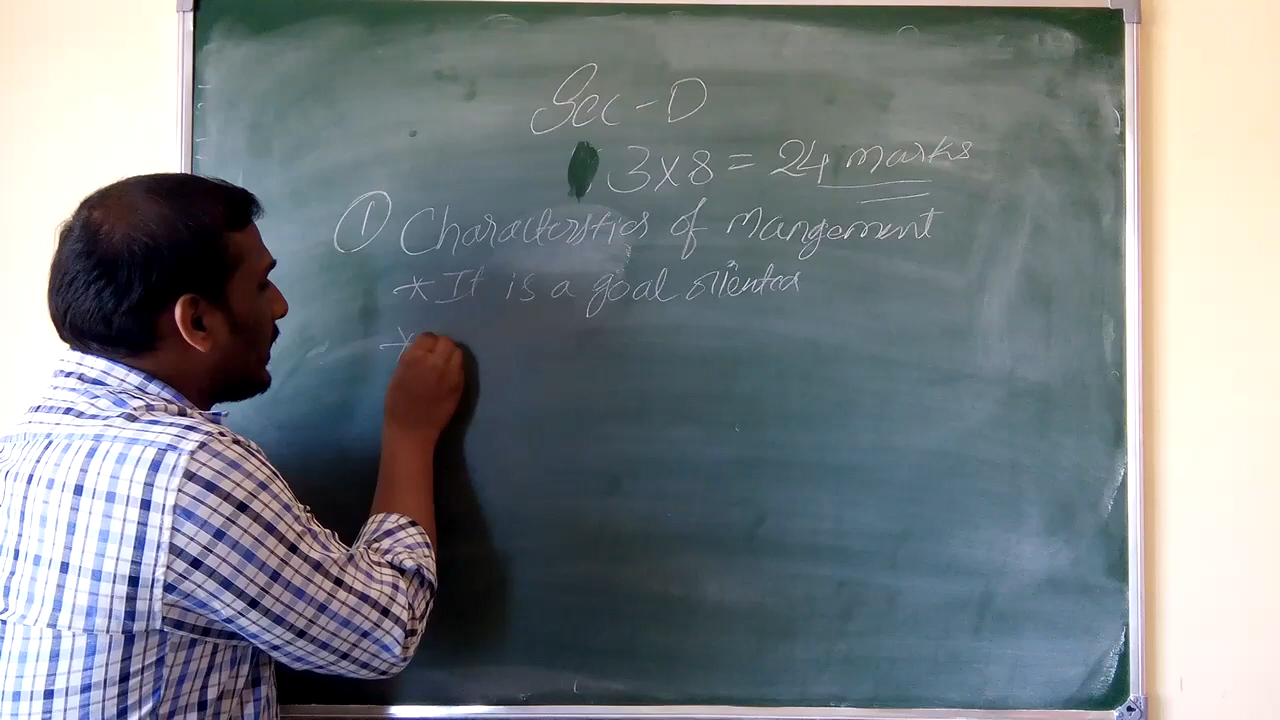 Sec - D
3x8 = 24 marks
① Characterstics of mangement
* It is a goal oriented
*